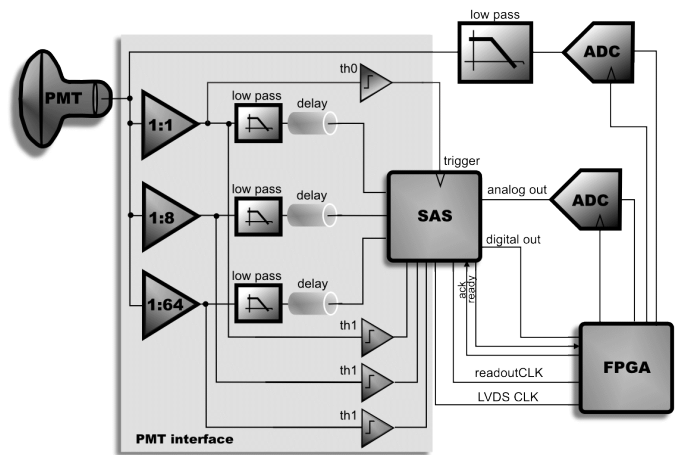 low pass
ADC
th0
PMT
low pass
delay
1:1
trigger
low pass
delay
analog out
ADC
1:8
SAS
digital out
low pass
delay
1:64
ack
ready
th1
FPGA
th1
readoutCLK
LVDS CLK
th1
PMT interface